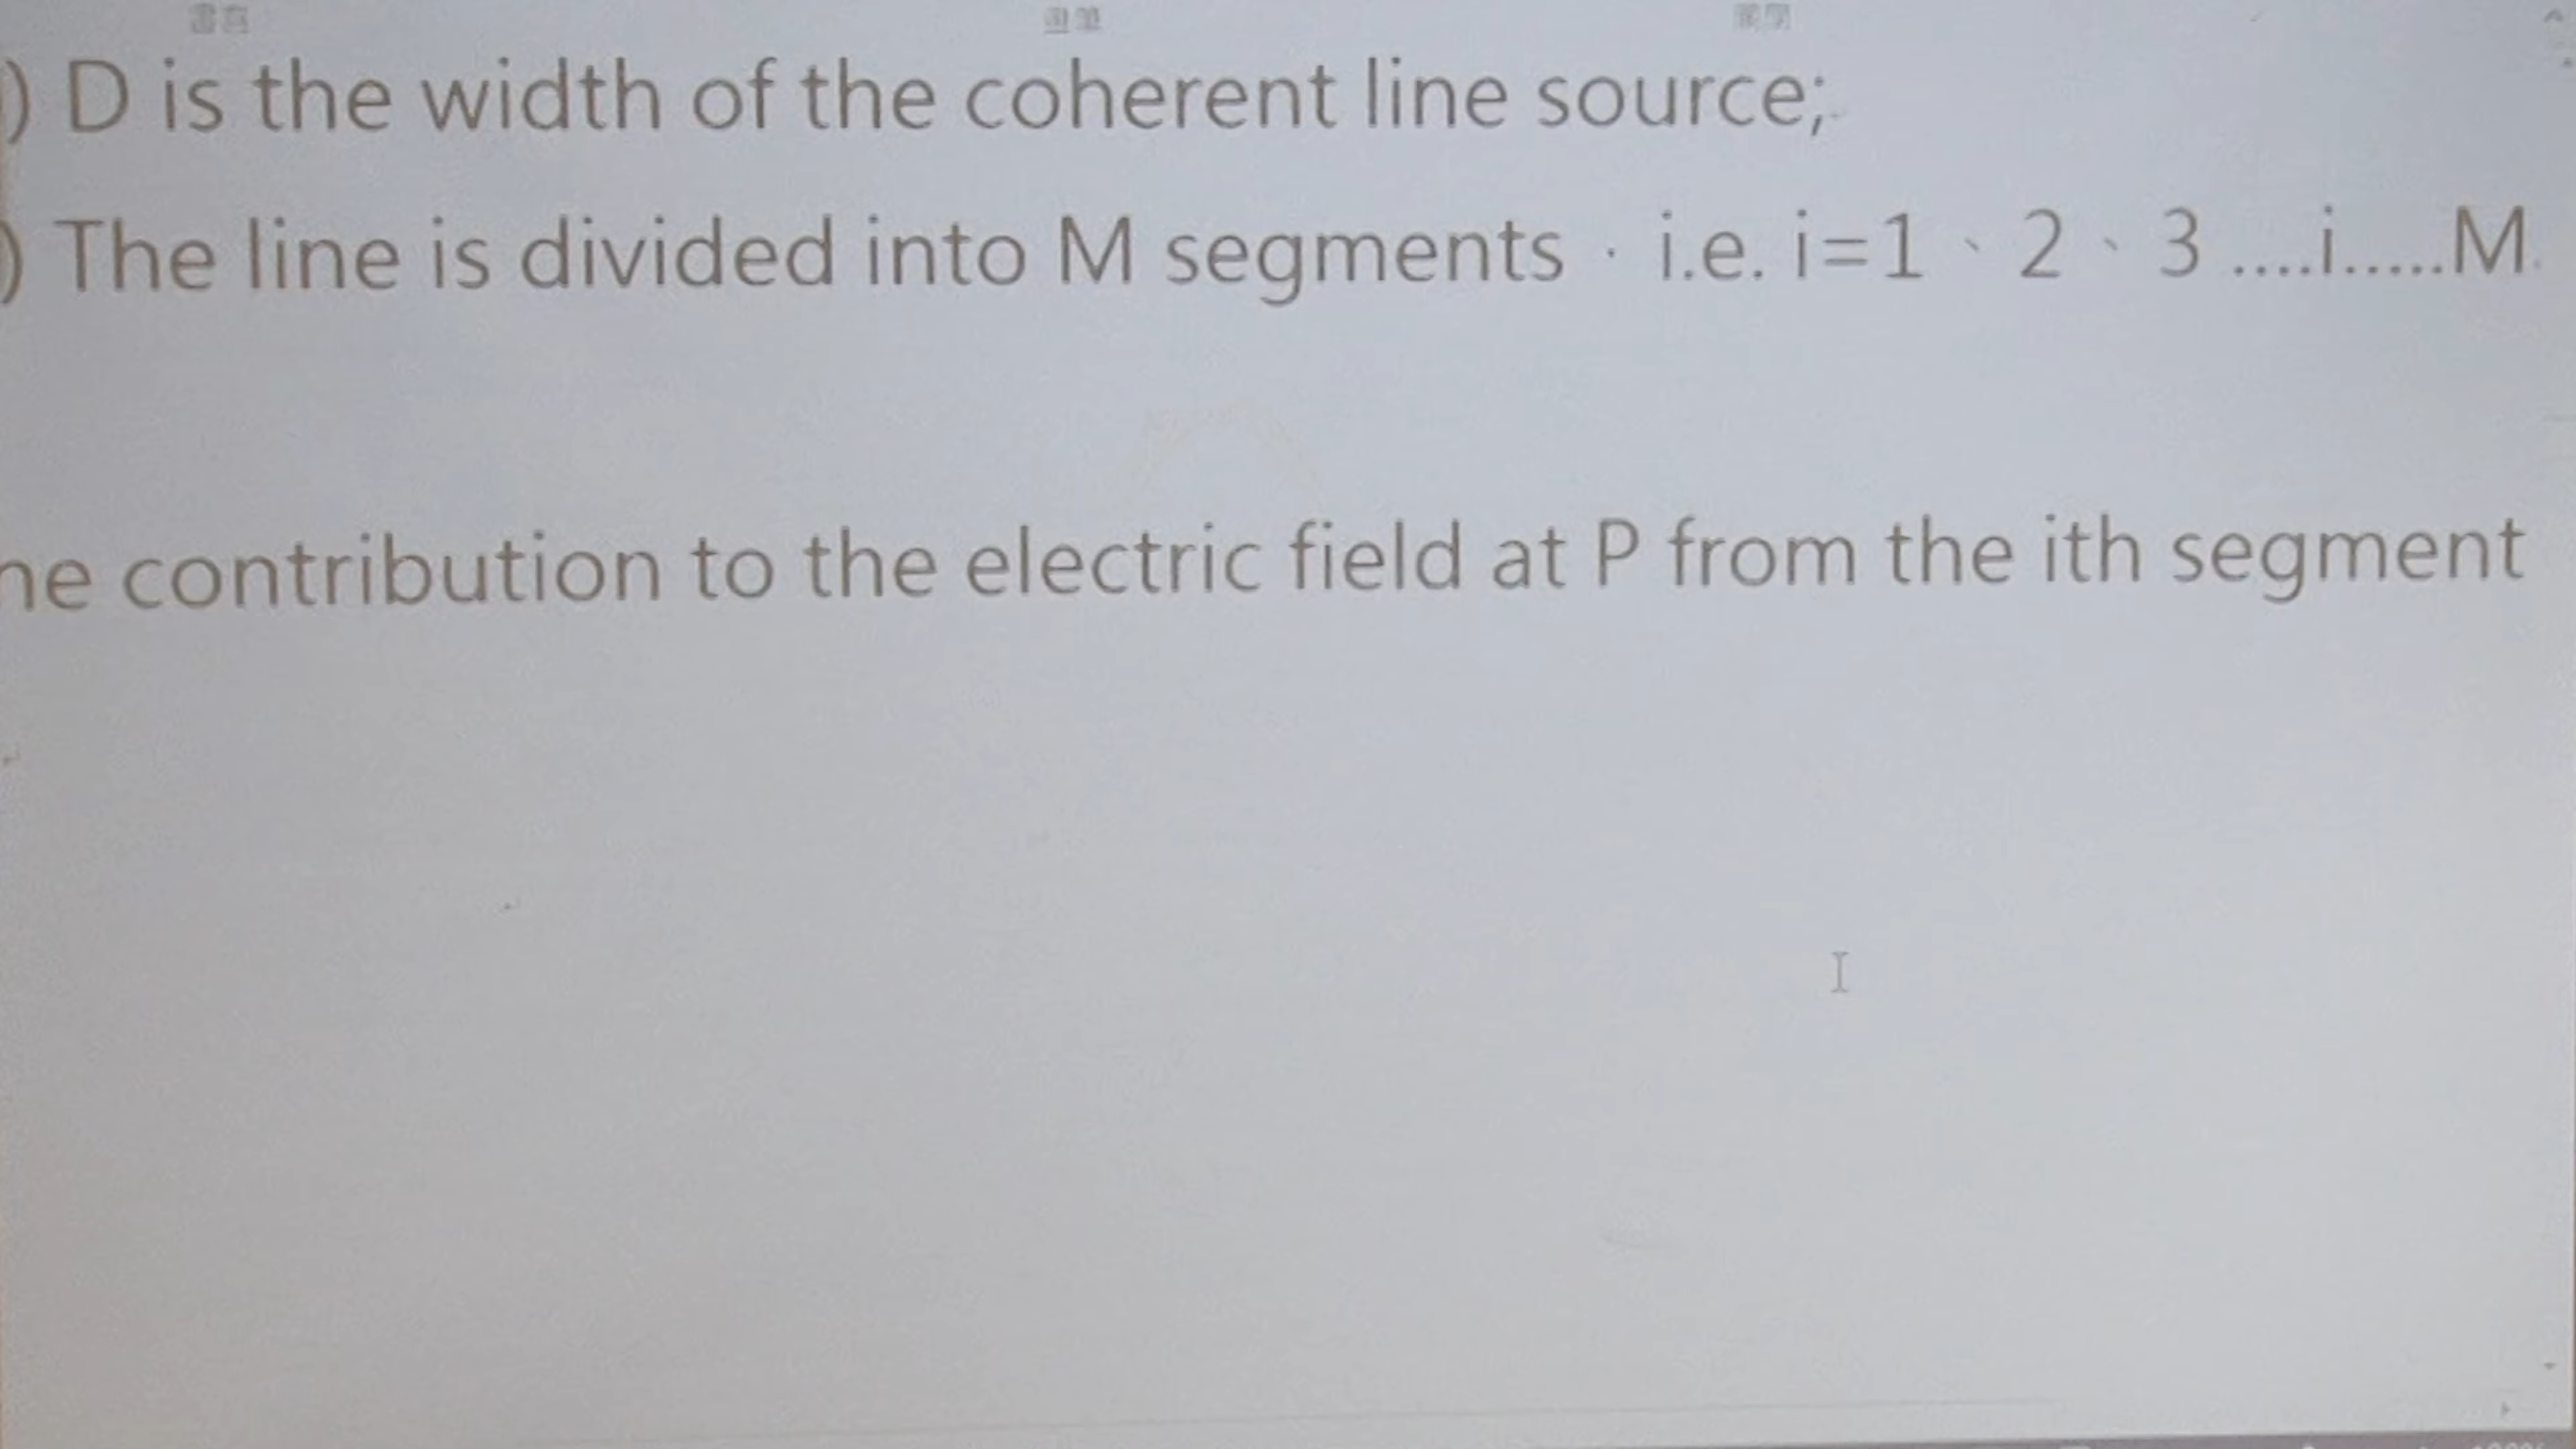 ) D is the width of the coherent line source;
) The line is divided into M segments , i.e. i=1、2、3 ....i.....M.
he contribution to the electric field at P from the ith segment